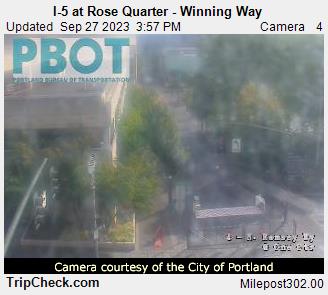 I-5 at Rose Quarter - Winning Way
Updated Sep 27 2023 3:57 PM Camera 4
PBOT
PORTLAND BUREAU OF TRANSPORTATION
Camera courtesy of the City of Portland
TripCheck.com Milepost302.00